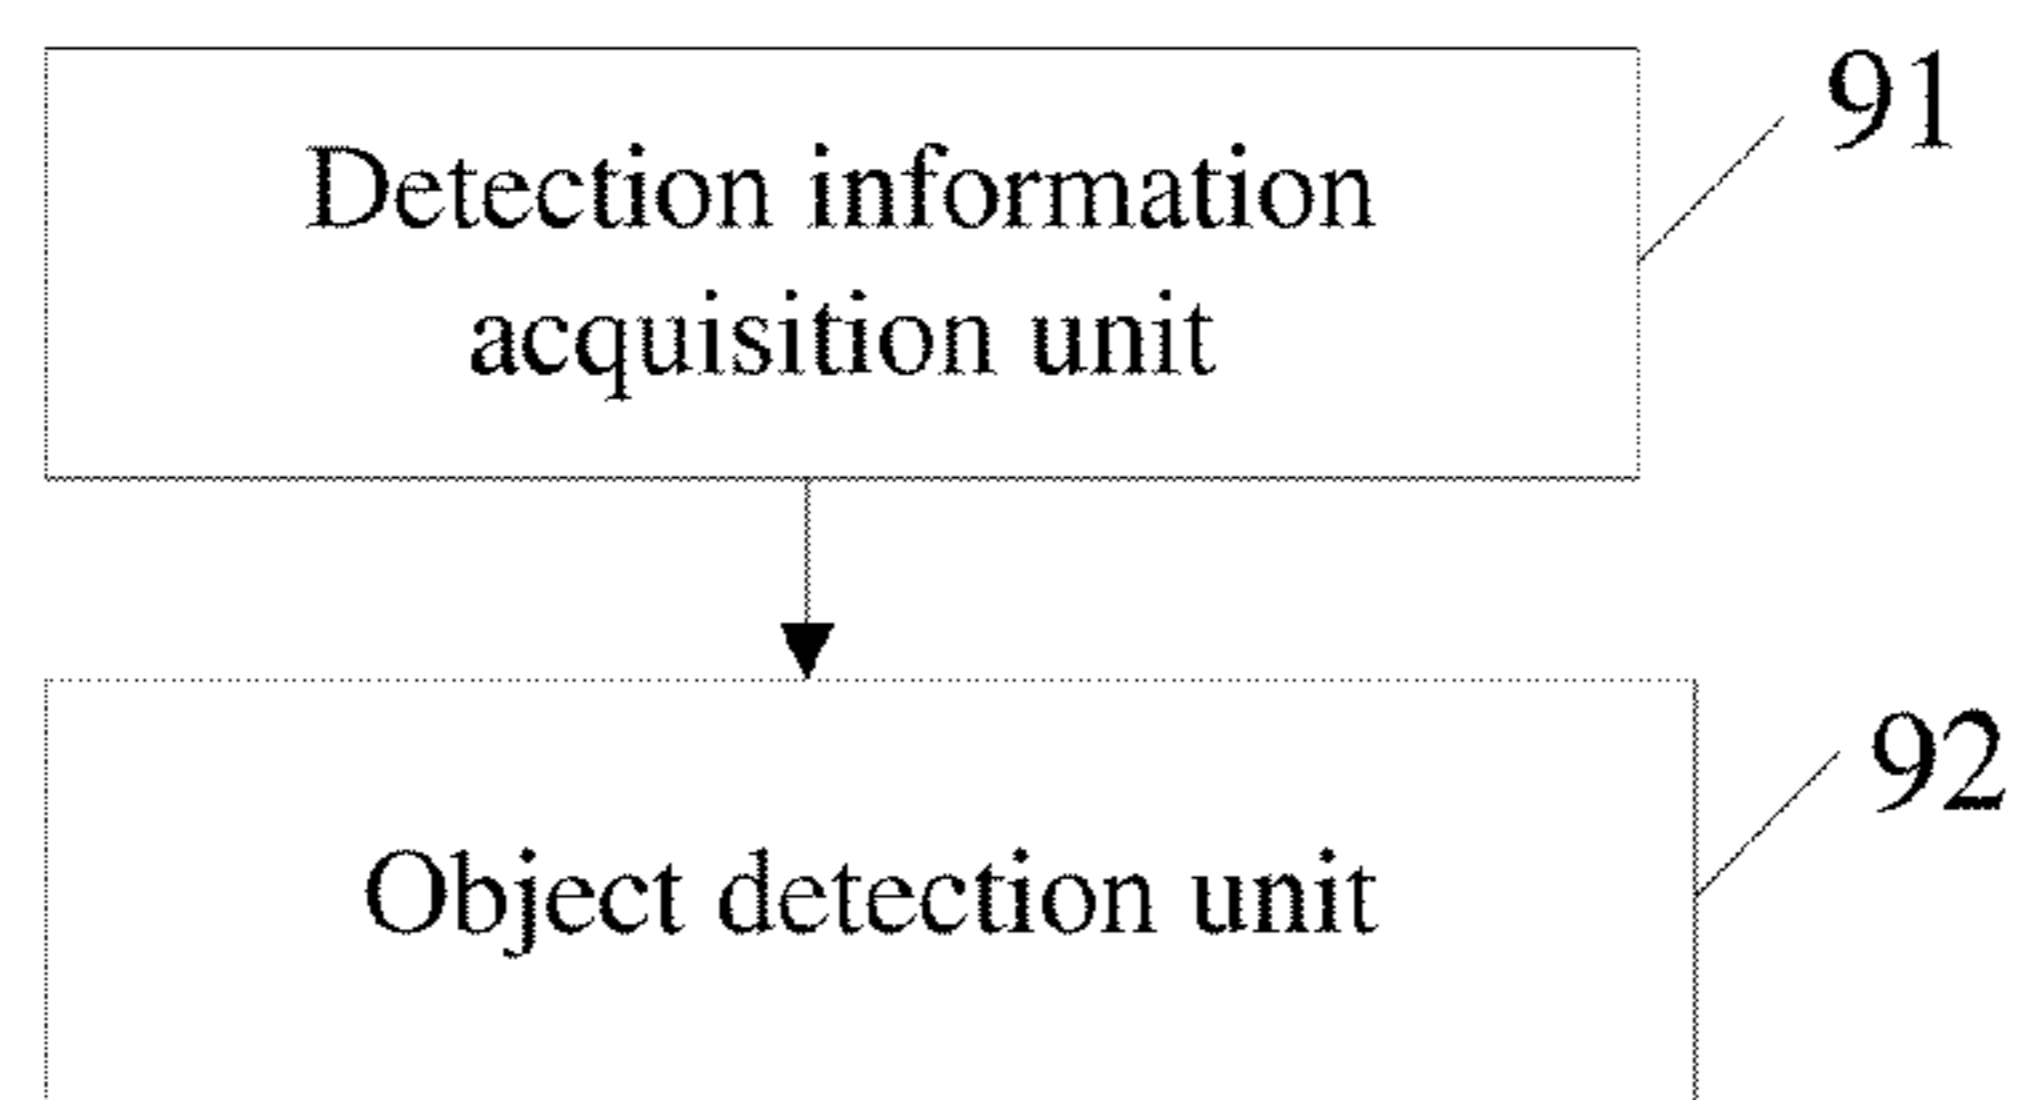 Detection information
acquisition unit
91
Object detection unit
92